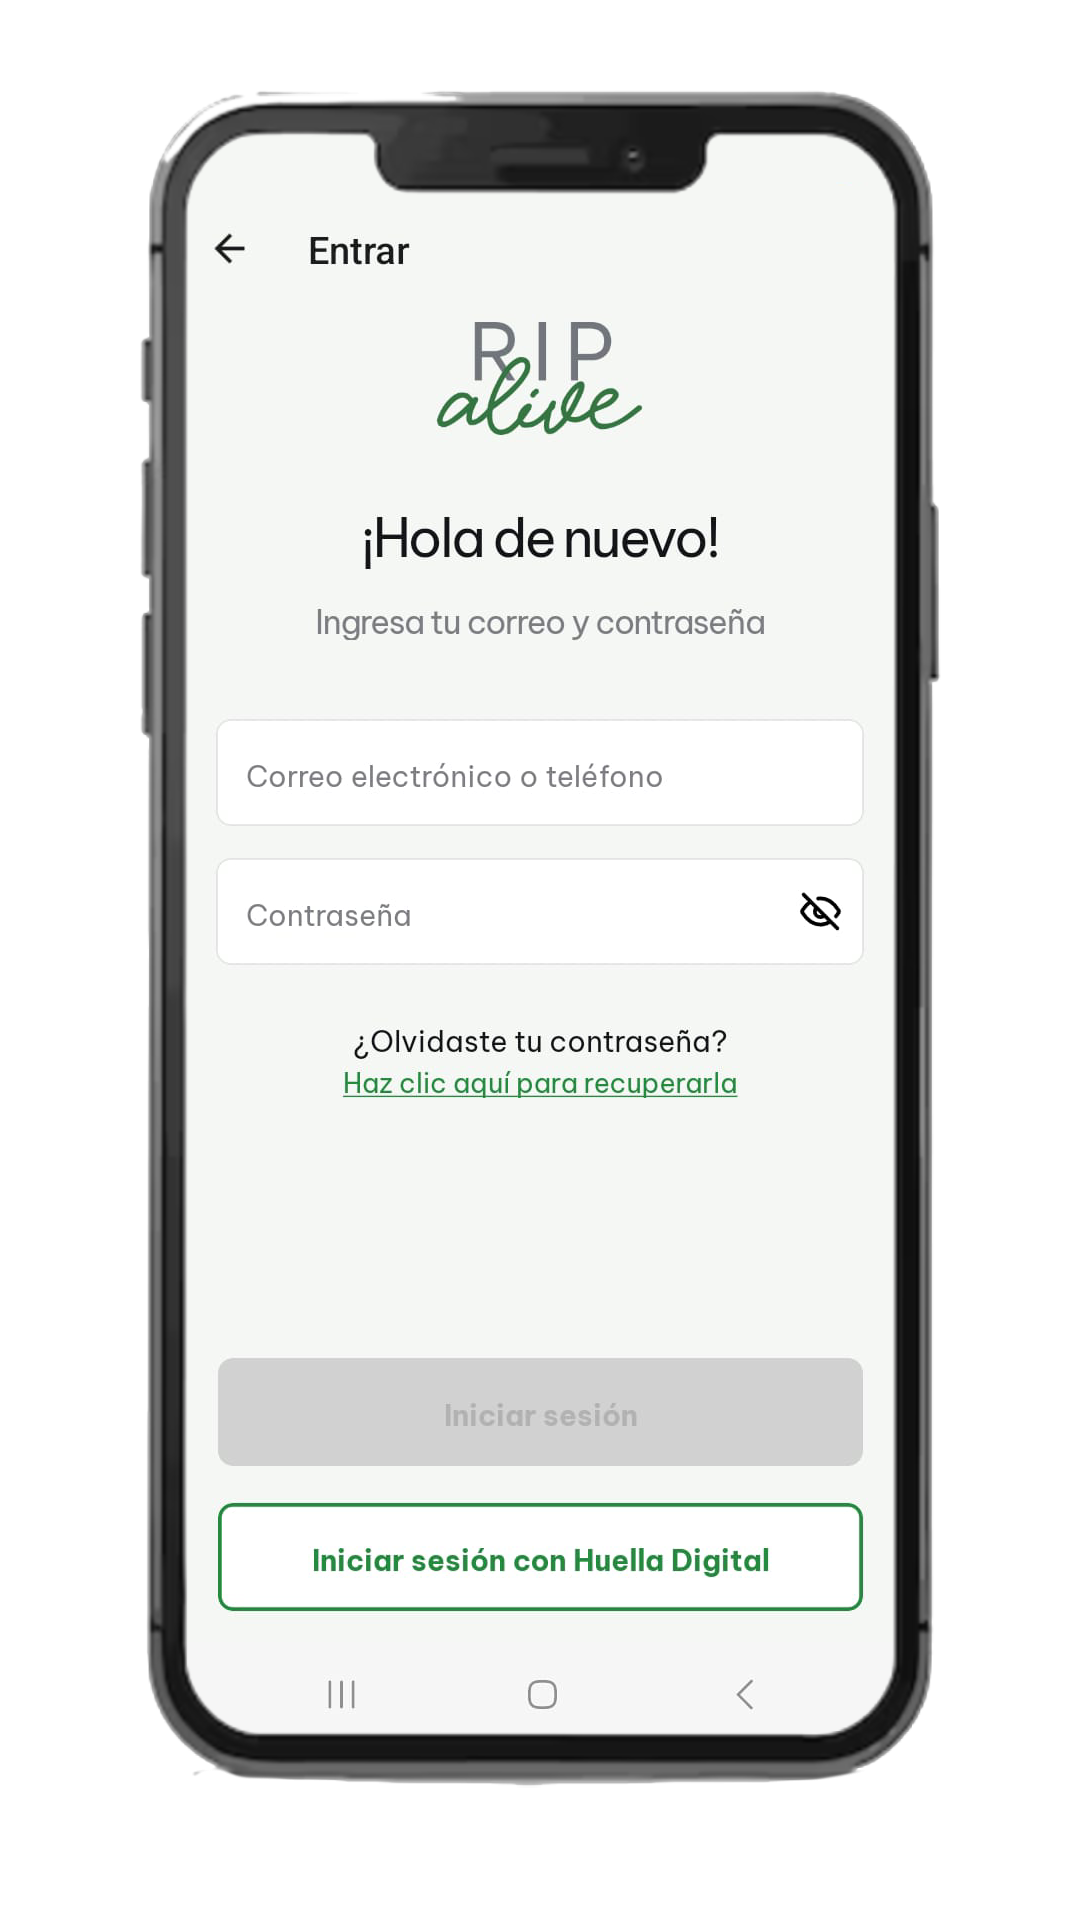 Entrar
RIP
alive
¡Hola de nuevo!
Ingresa tu correo y contraseña
Correo electrónico o teléfono
Contraseña
¿Olvidaste tu contraseña?
Haz clic aquí para recuperarla
Iniciar sesión
Iniciar sesión con Huella Digital